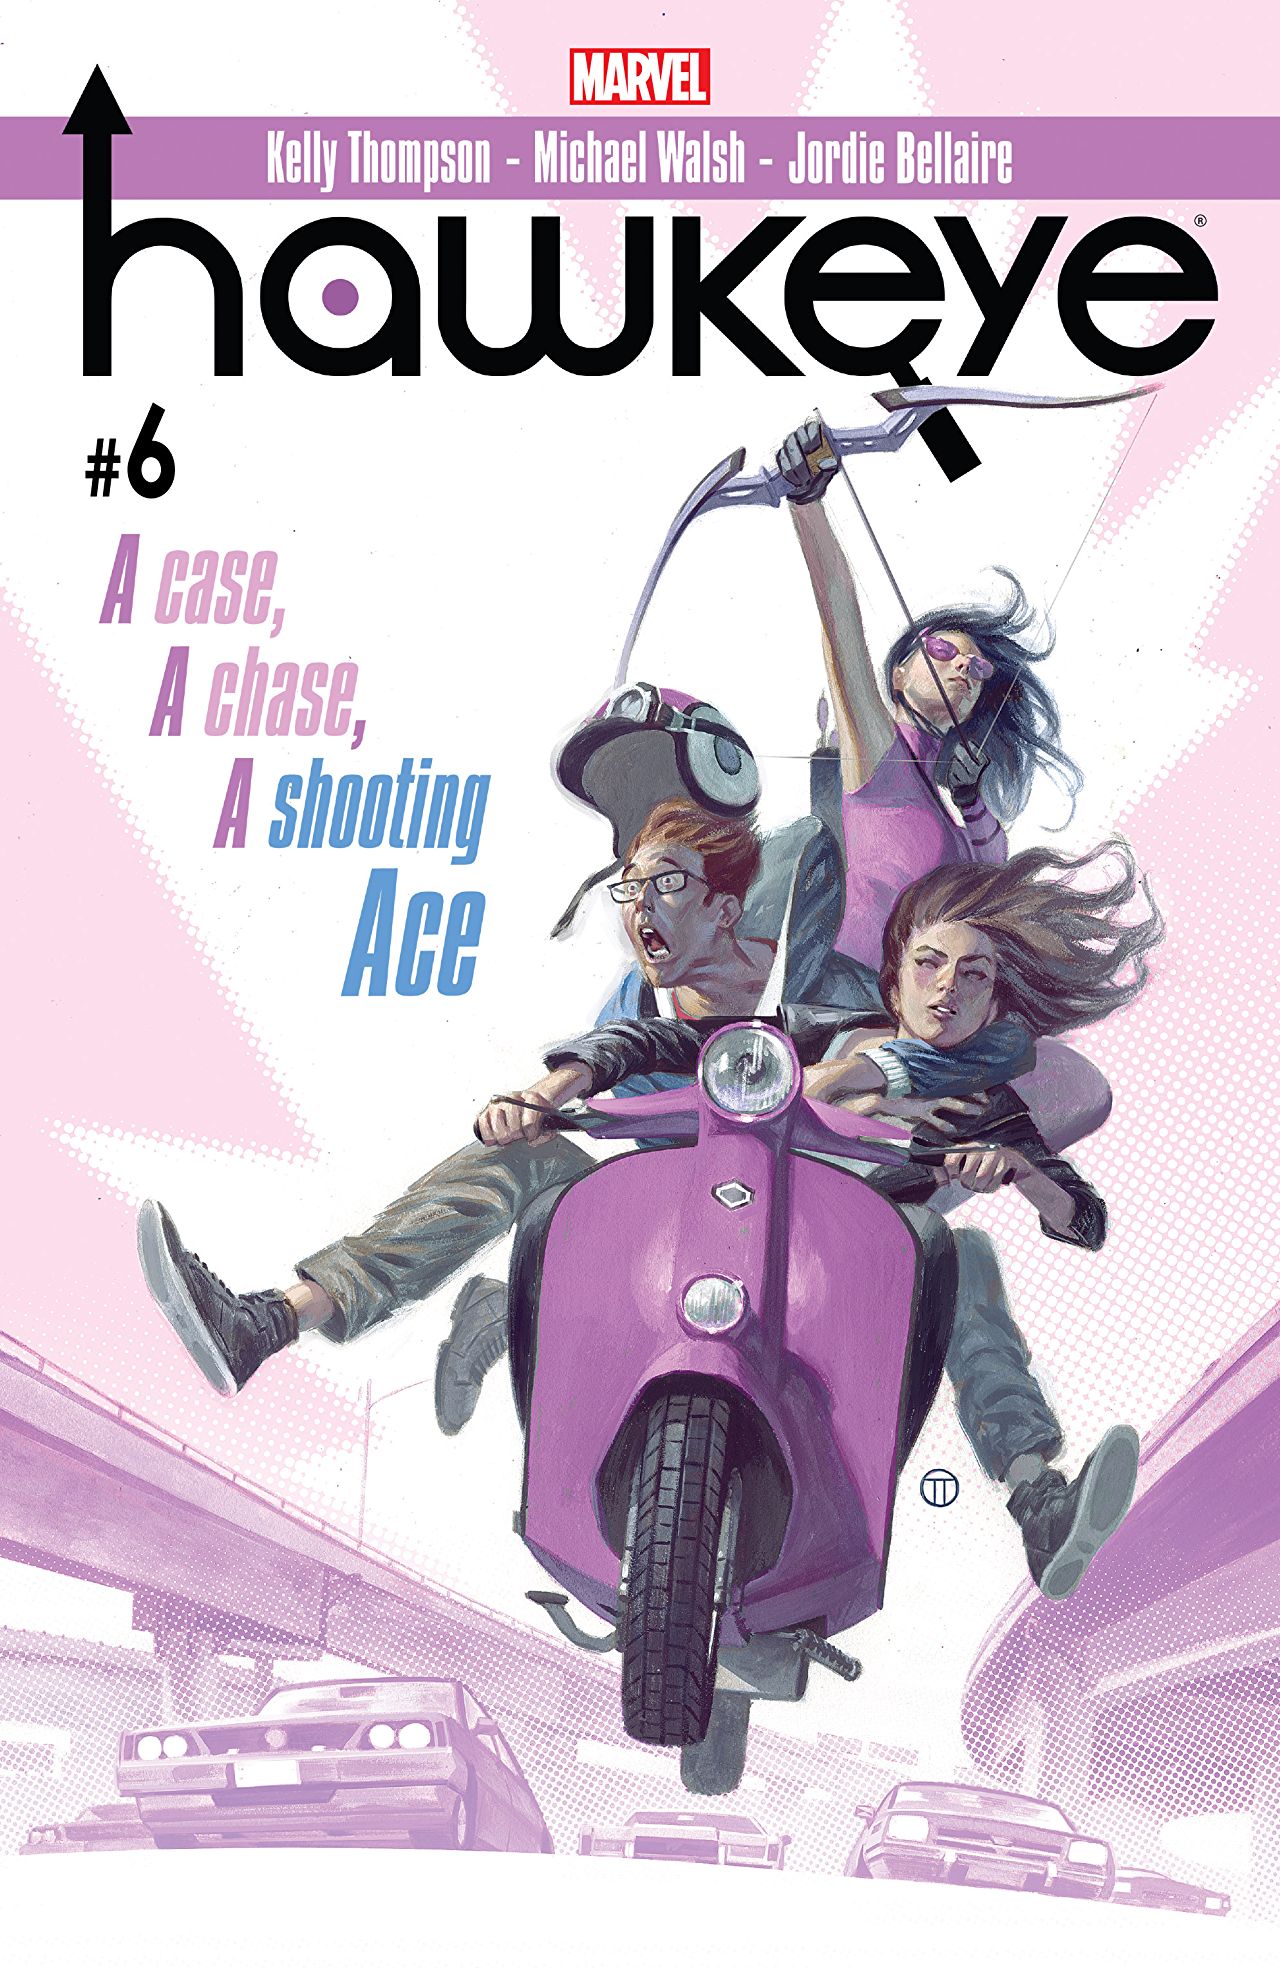 MARVEL
Kelly Thompson - Michael Walsh - Jordie Bellaire
hawkeye®
#6
A case,
A chase,
A shooting
Ace